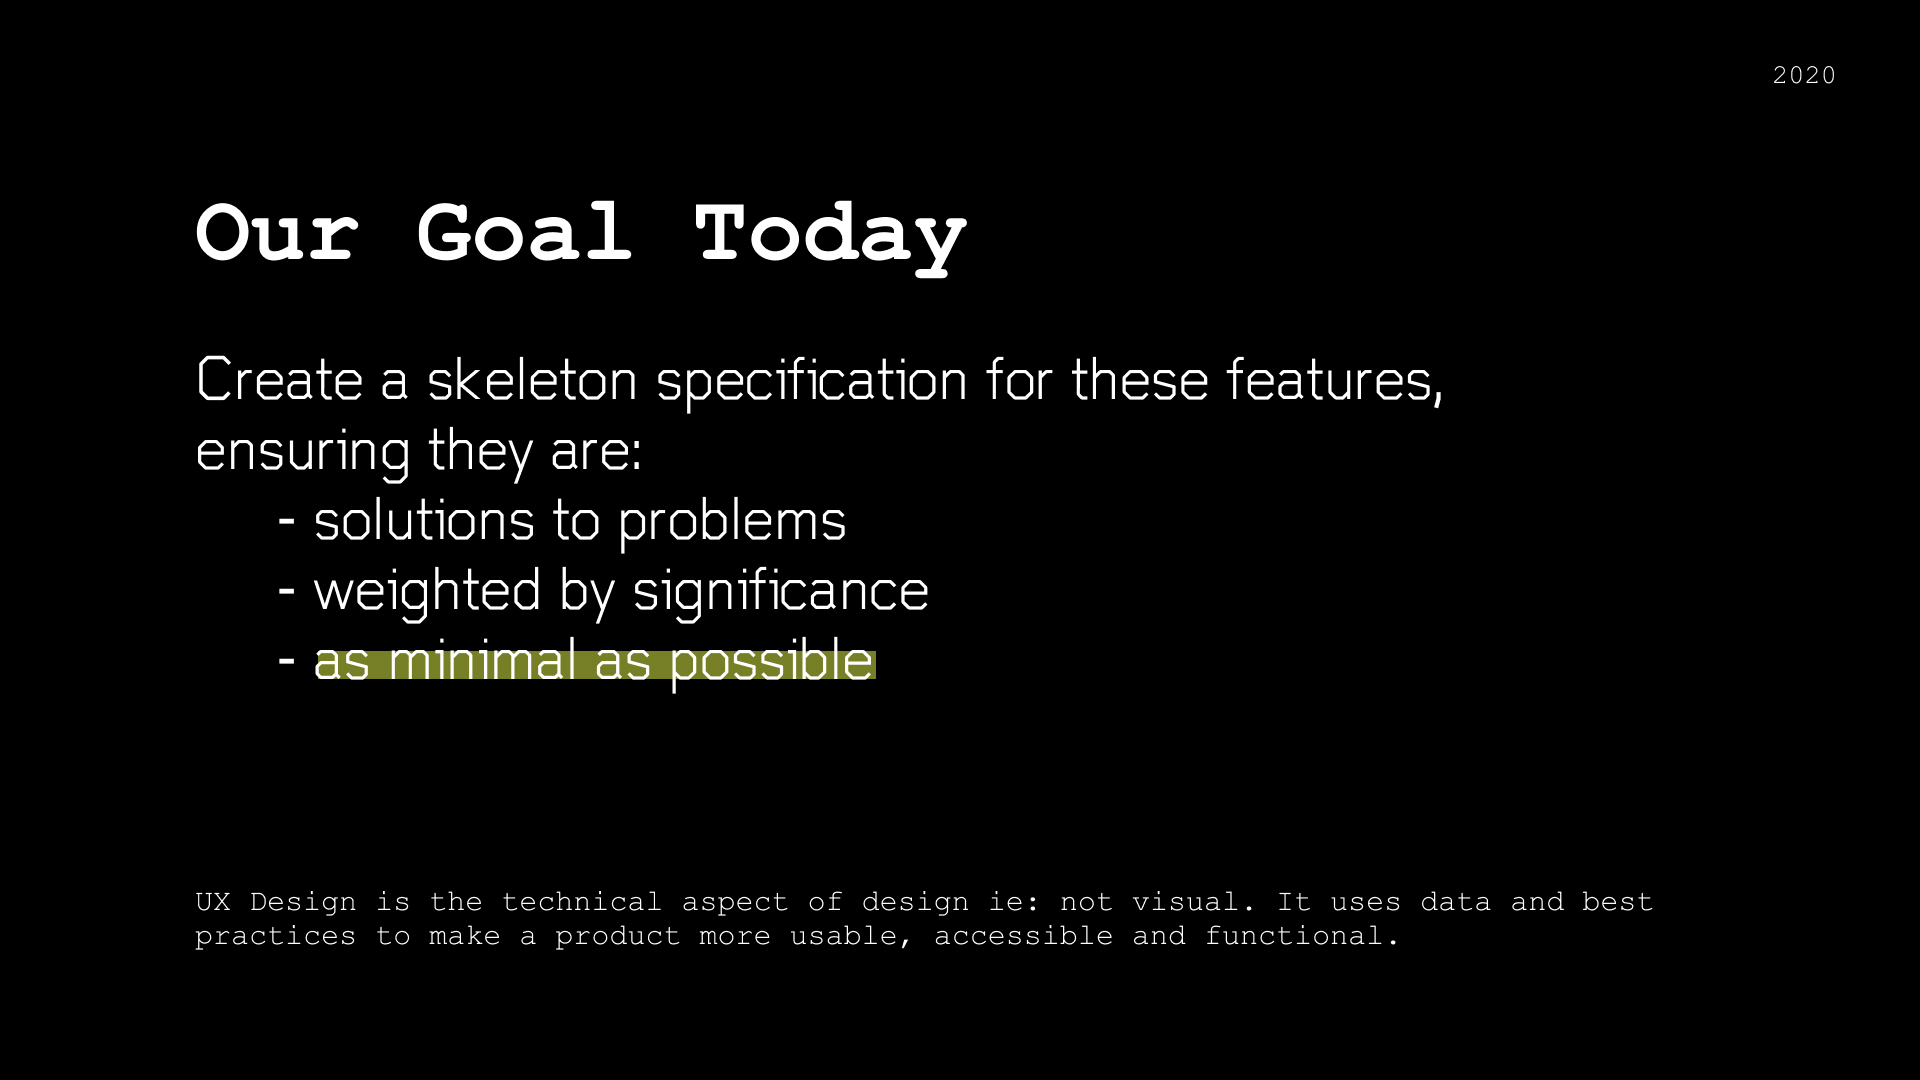 2020
Our Goal Today
Create a skeleton specification for these features,
ensuring they are:
- solutions to problems
- weighted by significance
- as minimal as possible
UX Design is the technical aspect of design ie: not visual. It uses data and best
practices to make a product more usable, accessible and functional.